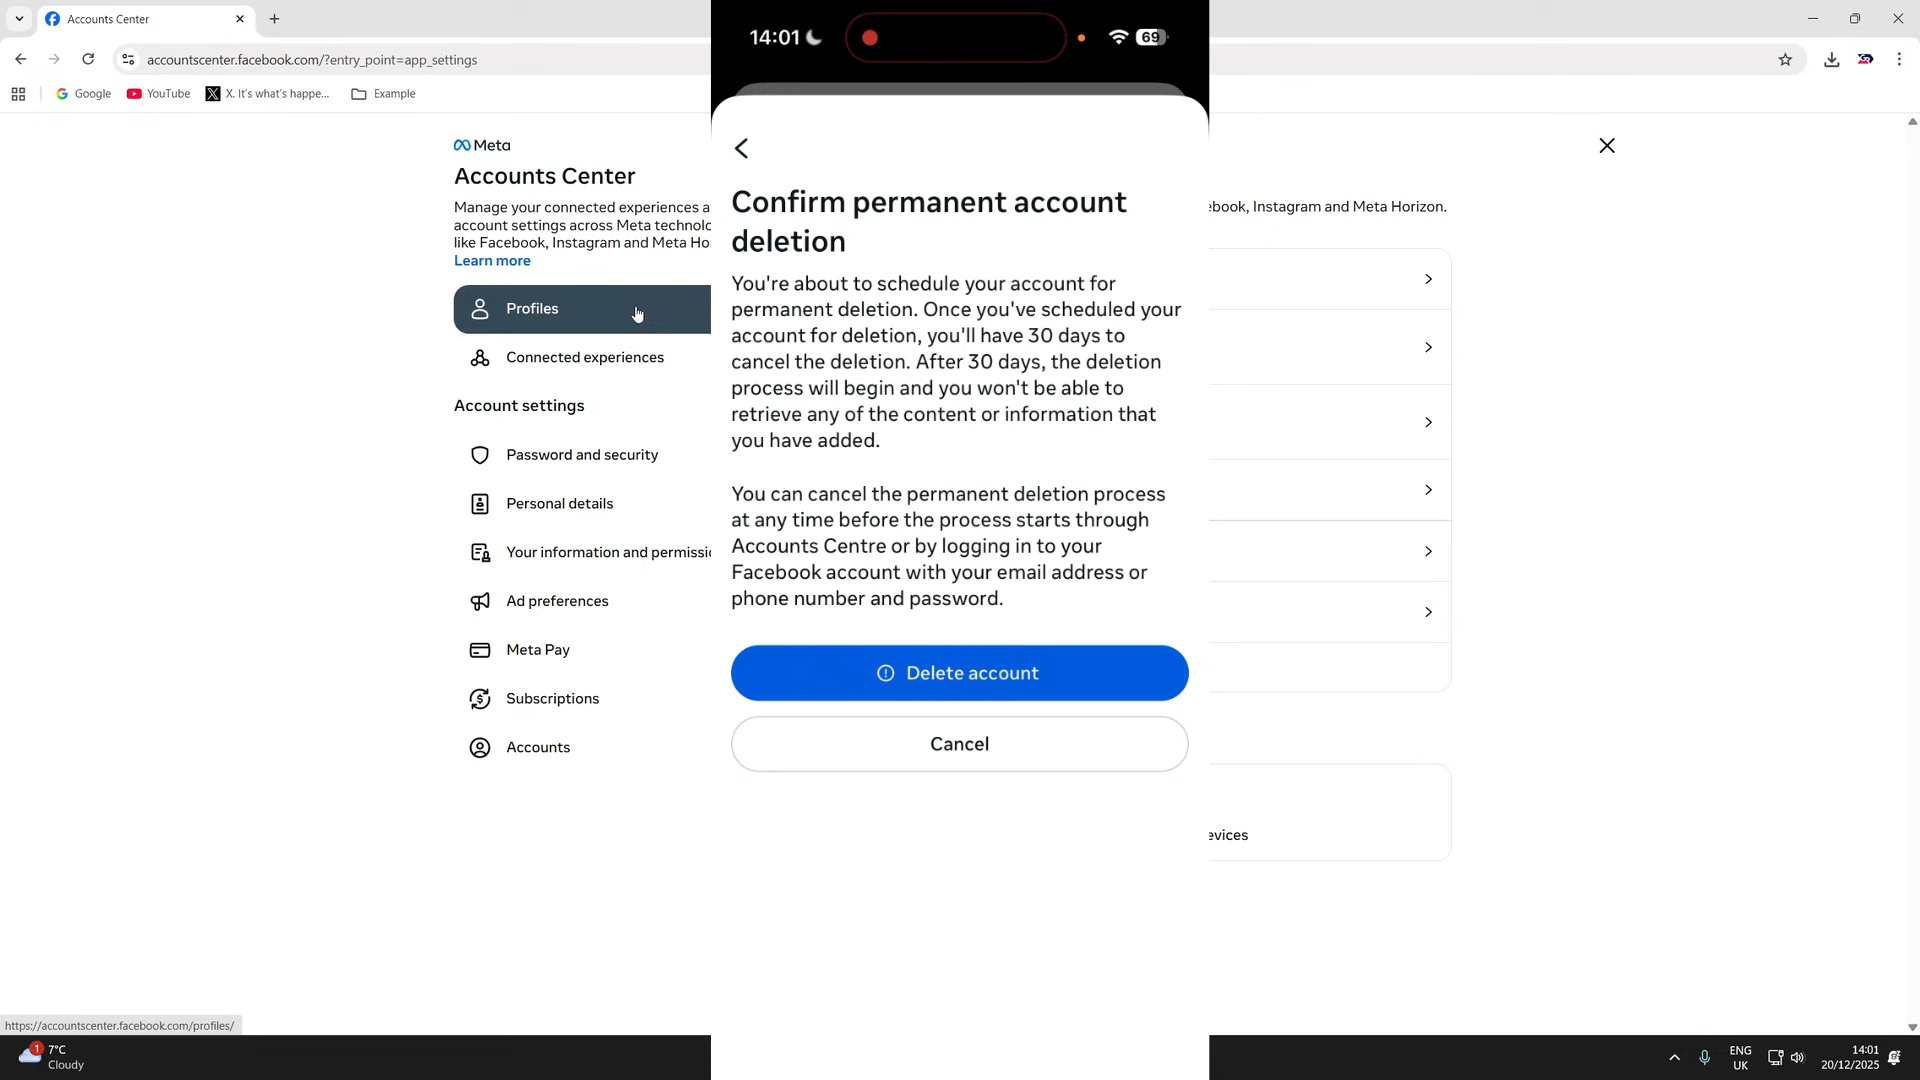 Accounts Center
accountscenter.facebook.com/?entry_point=app_settings
Google
YouTube
X. It's what's happe...
Example
Meta
Accounts Center
Manage your connected experiences a
account settings across Meta technolo
like Facebook, Instagram and Meta Ho
Learn more
Profiles
Connected experiences
Account settings
Password and security
Personal details
Your information and permissio
Ad preferences
Meta Pay
Subscriptions
Accounts
14:01
69
Confirm permanent account
deletion
You're about to schedule your account for
permanent deletion. Once you've scheduled your
account for deletion, you'll have 30 days to
cancel the deletion. After 30 days, the deletion
process will begin and you won't be able to
retrieve any of the content or information that
you have added.
You can cancel the permanent deletion process
at any time before the process starts through
Accounts Centre or by logging in to your
Facebook account with your email address or
phone number and password.
Delete account
Cancel
ebook, Instagram and Meta Horizon.
evices
https://accountscenter.facebook.com/profiles/
1
7°C
Cloudy
ENG
UK
14:01
20/12/2025